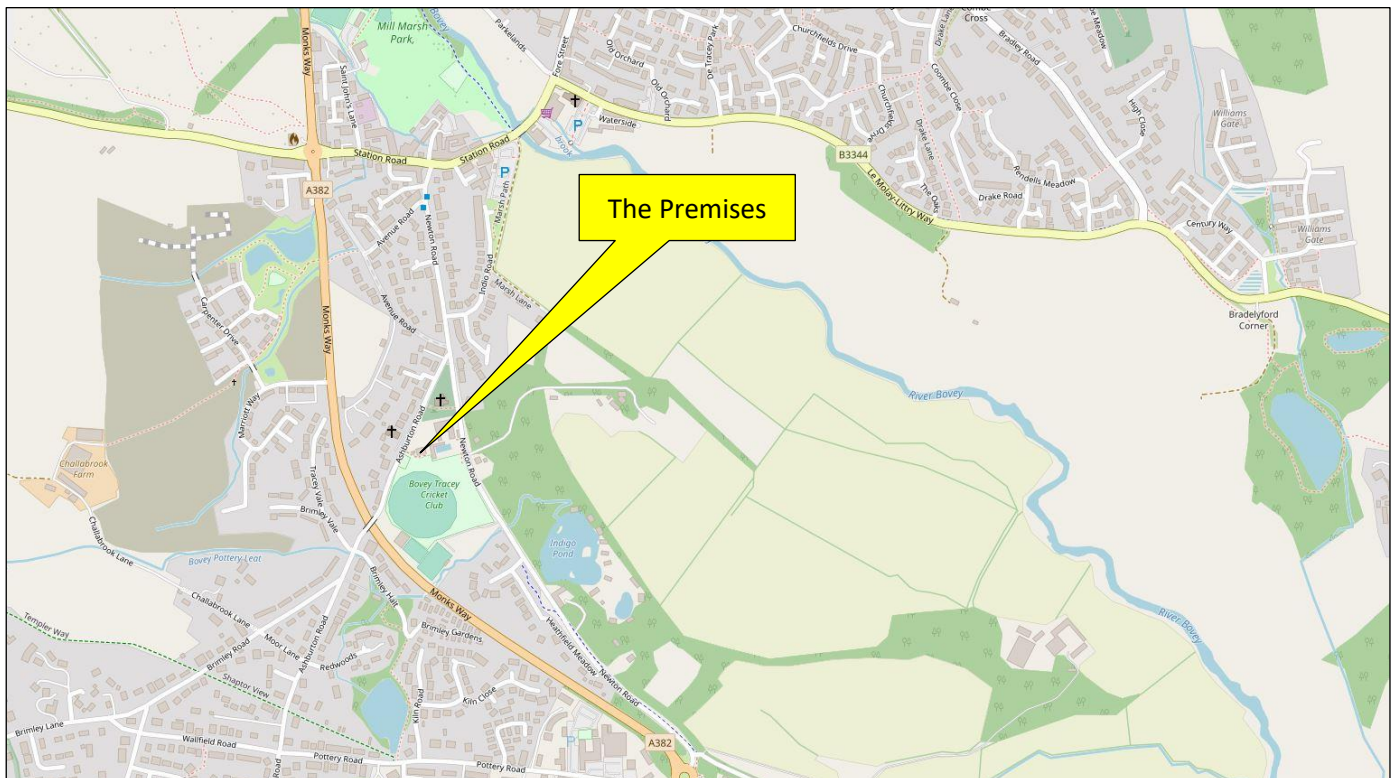 Mill Marsh
Park,
Bovey
Parkelands
Fore Street
Old Orchard
Old Orchard
De Tracey Park
Churchfields Drive
Churchfields Drive
Drake Lane
Cross
Bradley Road
De Meadow
Monks Way
Saint John's Lane
Station Road
Station Road
Waterside
P
brook
P
Marsh Path
A382
B3344
Le Molay-Littry Way
Coombe Close
Drake Lane
The Oaks
Drake Road
Rendells Meadow
High Close
Williams
Gate
Century Way
Williams
Gate
Bradelyford
Corner
The Premises
Avenue Road
Newton Road
Indio Road
Marsh Lane
Avenue Road
Monks Way
Carpenter Drive
Marriott Way
River Bovey
Ashburton Road
Newton Road
Bovey Tracey
Cricket
Club
Challabrook
Farm
Tracey Vale
Brimley Vale
Challabrook Lane
Bovey Pottery Leat
Indigo
Pond
Brimley Halt
Monks Way
Brimley Gardens
Heathfield Meadow
Newton Road
River Bovey
Templer Way
Challabrook Lane
Moor Lane
Redwoods
Brimley Road
Ashburton Road
Shaptor View
Kiln Road
Kiln Close
Brimley Lane
Wallfield Road
Pottery Road
Pottery Road
Road
P
A382